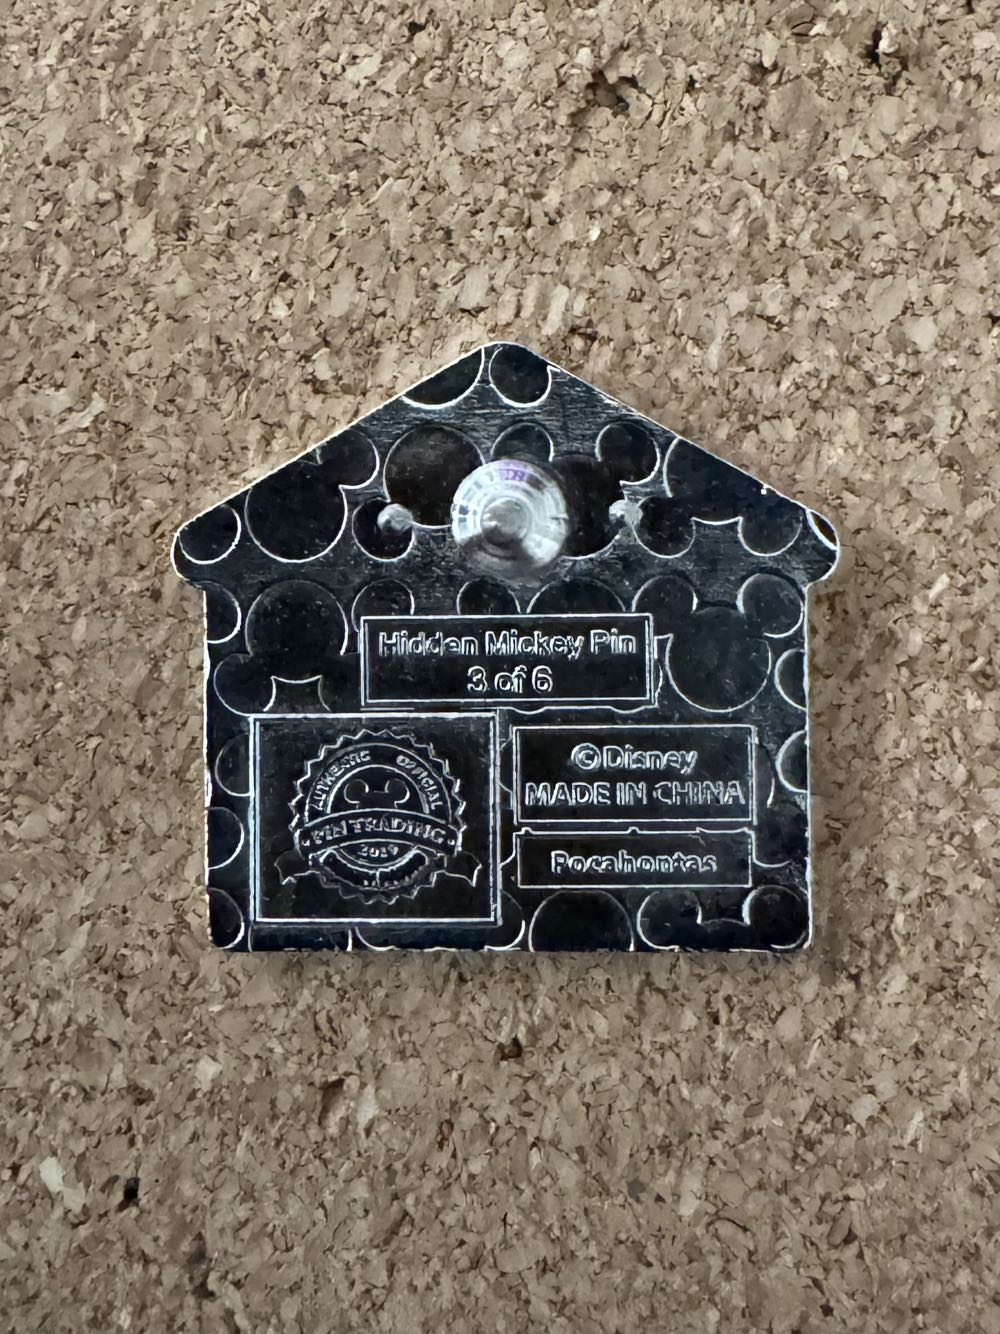 Hidden Mickey Pin
3 of 6
AUTHENTIC OFFICIAL
• PIN TRADING •
2019
© Disney
MADE IN CHINA
Pocahontas